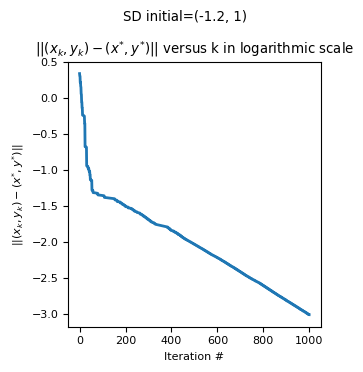 SD initial=(-1.2, 1)
||(x_k, y_k) − (x*, y*)|| versus k in logarithmic scale
||(x_k, y_k) − (x*, y*)||
0.5
0.0
−0.5
−1.0
−1.5
−2.0
−2.5
−3.0
0 200 400 600 800 1000
Iteration #